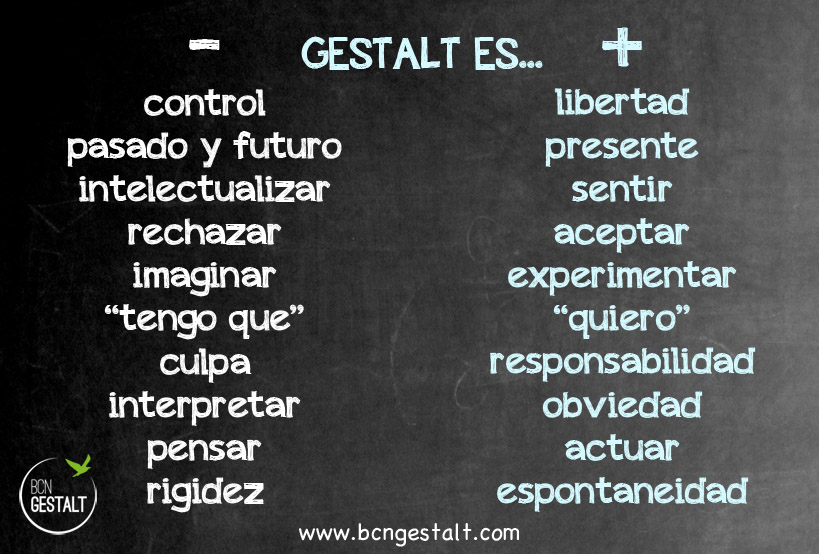 - GESTALT ES... +
control libertad
pasado y futuro presente
intelectualizar sentir
rechazar aceptar
imaginar experimentar
“tengo que” “quiero”
culpa responsabilidad
interpretar obviedad
pensar actuar
rigidez espontaneidad
BCN
GESTALT
www.bcngestalt.com